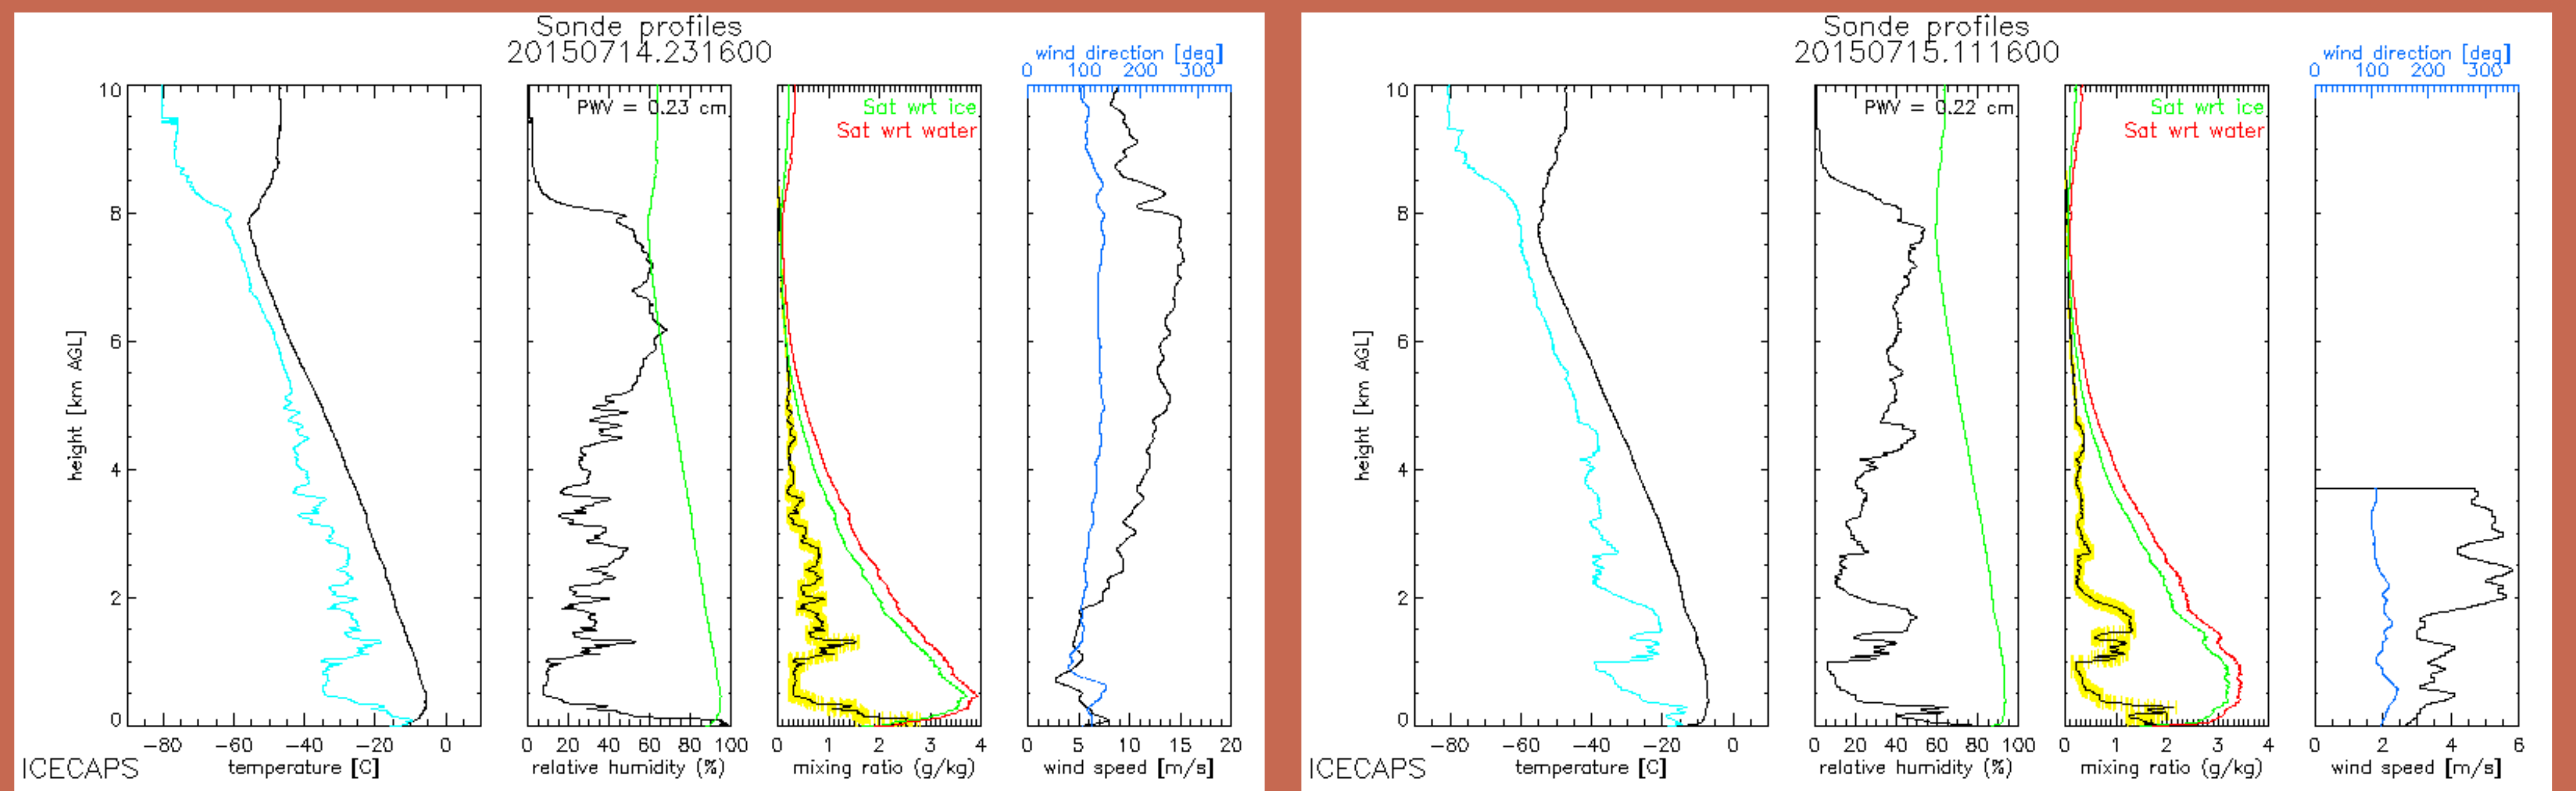 Sonde profiles
20150714.231600
wind direction [deg]
0 100 200 300
10
8
6
4
2
0
height [km AGL]
PWV = 0.23 cm
Sat wrt ice
Sat wrt water
-80 -60 -40 -20 0
temperature [C]
0 20 40 60 80 100
relative humidity (%)
0 1 2 3 4
mixing ratio (g/kg)
0 5 10 15 20
wind speed [m/s]
ICECAPS
Sonde profiles
20150715.111600
wind direction [deg]
0 100 200 300
10
8
6
4
2
0
height [km AGL]
PWV = 0.22 cm
Sat wrt ice
Sat wrt water
-80 -60 -40 -20 0
temperature [C]
0 20 40 60 80 100
relative humidity (%)
0 1 2 3 4
mixing ratio (g/kg)
0 2 4 6
wind speed [m/s]
ICECAPS